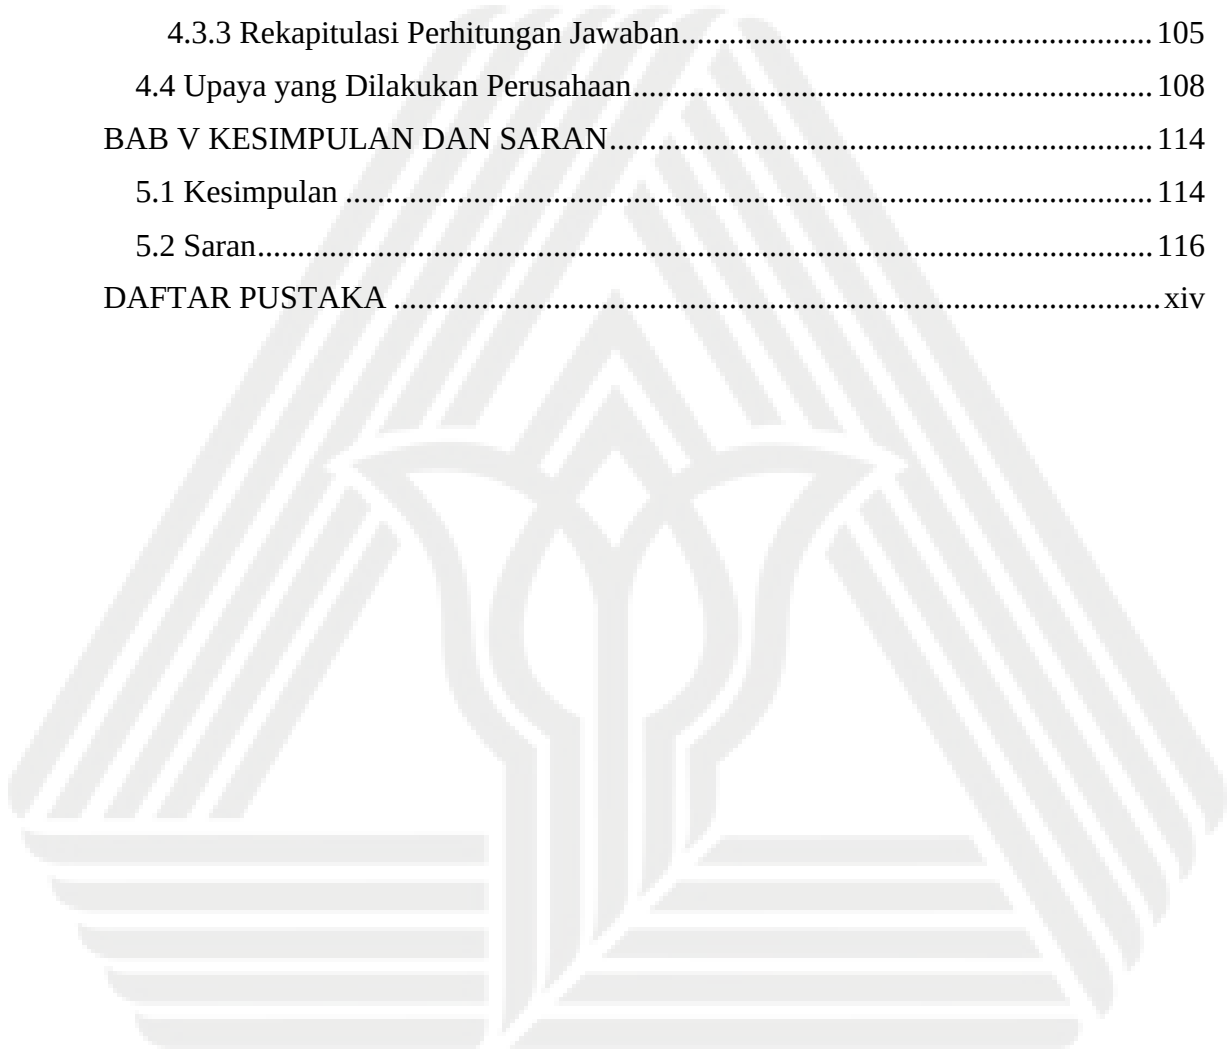 4.3.3 Rekapitulasi Perhitungan Jawaban........................................................... 105
4.4 Upaya yang Dilakukan Perusahaan................................................................. 108
BAB V KESIMPULAN DAN SARAN.................................................................... 114
5.1 Kesimpulan ..................................................................................................... 114
5.2 Saran................................................................................................................ 116
DAFTAR PUSTAKA ................................................................................................ xiv